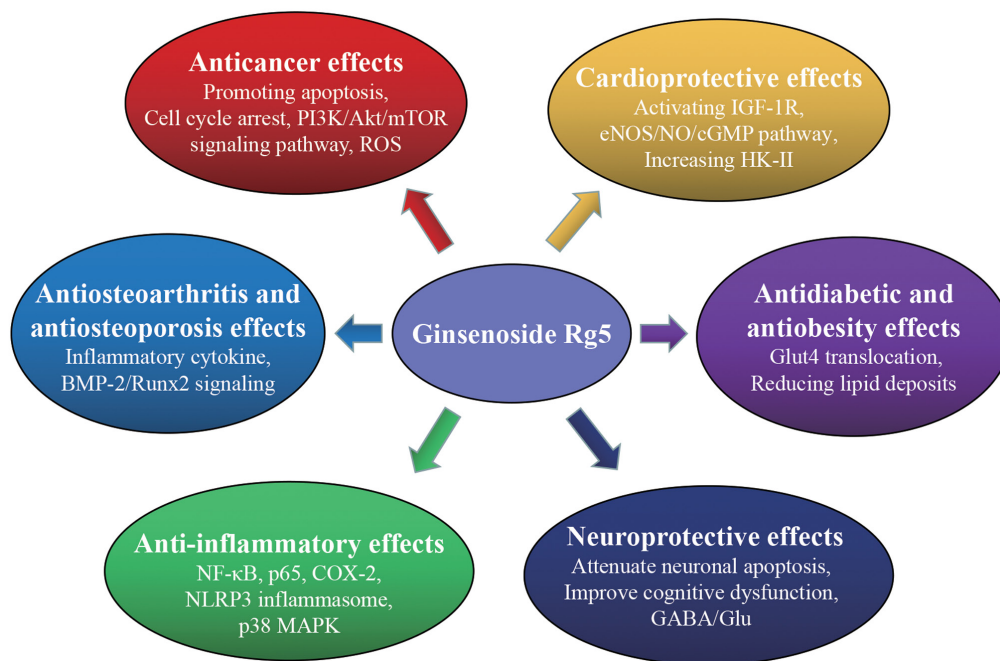 Anticancer effects
Promoting apoptosis,
Cell cycle arrest, PI3K/Akt/mTOR
signaling pathway, ROS
Cardioprotective effects
Activating IGF-1R,
eNOS/NO/cGMP pathway,
Increasing HK-II
Antiosteoarthritis and
antiosteoporosis effects
Inflammatory cytokine,
BMP-2/Runx2 signaling
Ginsenoside Rg5
Antidiabetic and
antiobesity effects
Glut4 translocation,
Reducing lipid deposits
Anti-inflammatory effects
NF-κB, p65, COX-2,
NLRP3 inflammasome,
p38 MAPK
Neuroprotective effects
Attenuate neuronal apoptosis,
Improve cognitive dysfunction,
GABA/Glu